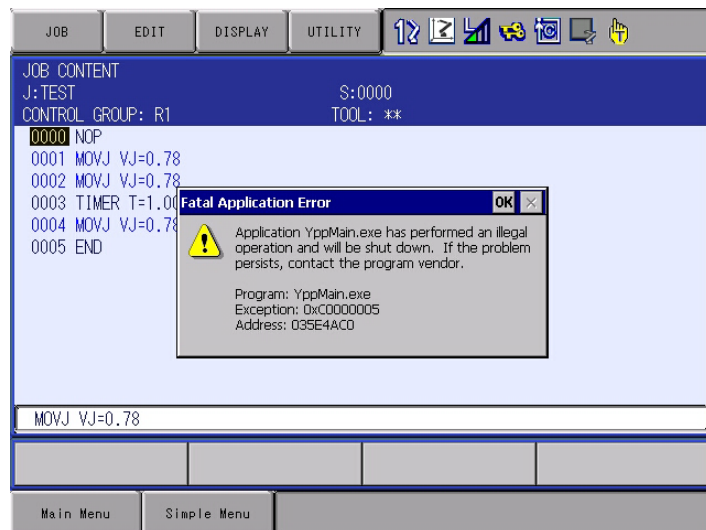 JOB EDIT DISPLAY UTILITY
JOB CONTENT
J:TEST S:0000
CONTROL GROUP: R1 TOOL: **
0000 NOP
0001 MOVJ VJ=0.78
0002 MOVJ VJ=0.78
0003 TIMER T=1.00
0004 MOVJ VJ=0.78
0005 END
Fatal Application Error OK
Application YppMain.exe has performed an illegal
operation and will be shut down. If the problem
persists, contact the program vendor.
Program: YppMain.exe
Exception: 0xC0000005
Address: 035E4AC0
MOVJ VJ=0.78
Main Menu Simple Menu